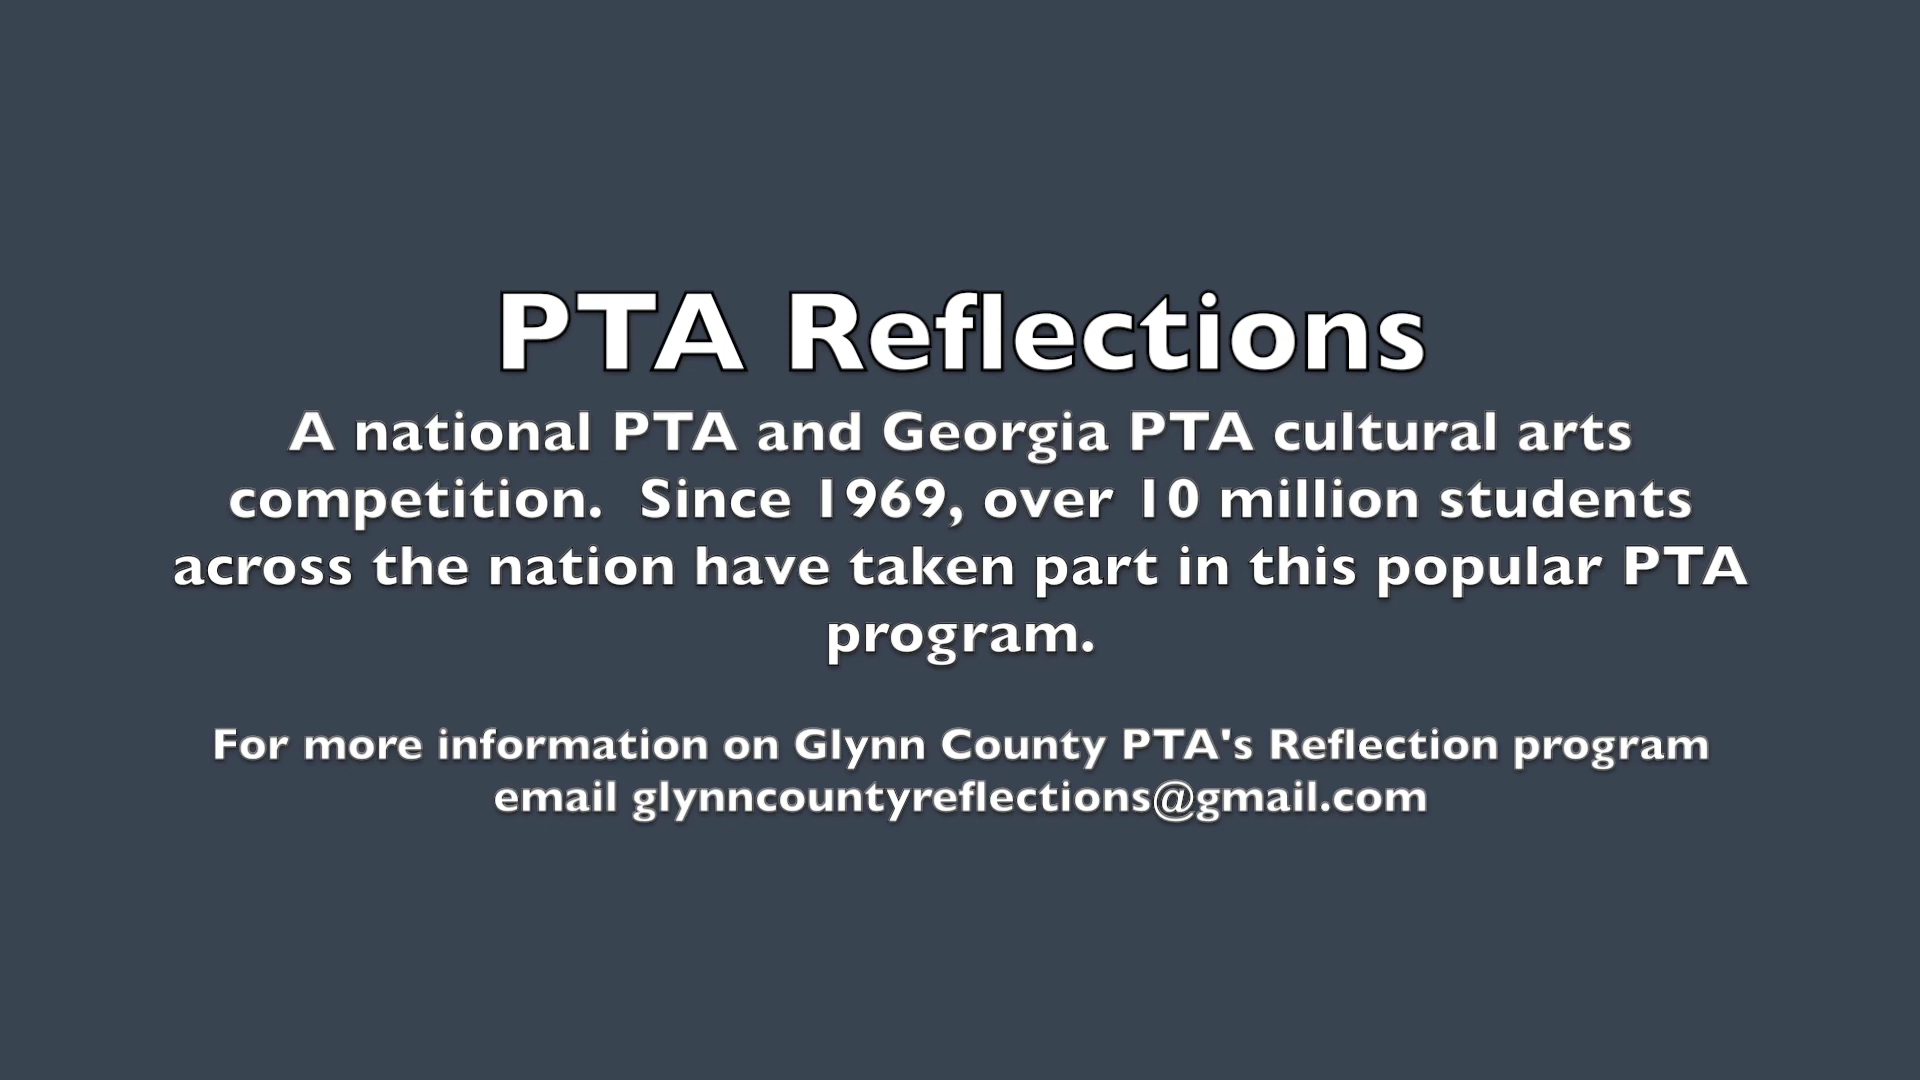 PTA Reflections
A national PTA and Georgia PTA cultural arts
competition.  Since 1969, over 10 million students
across the nation have taken part in this popular PTA
program.
For more information on Glynn County PTA's Reflection program
email glynncountyreflections@gmail.com